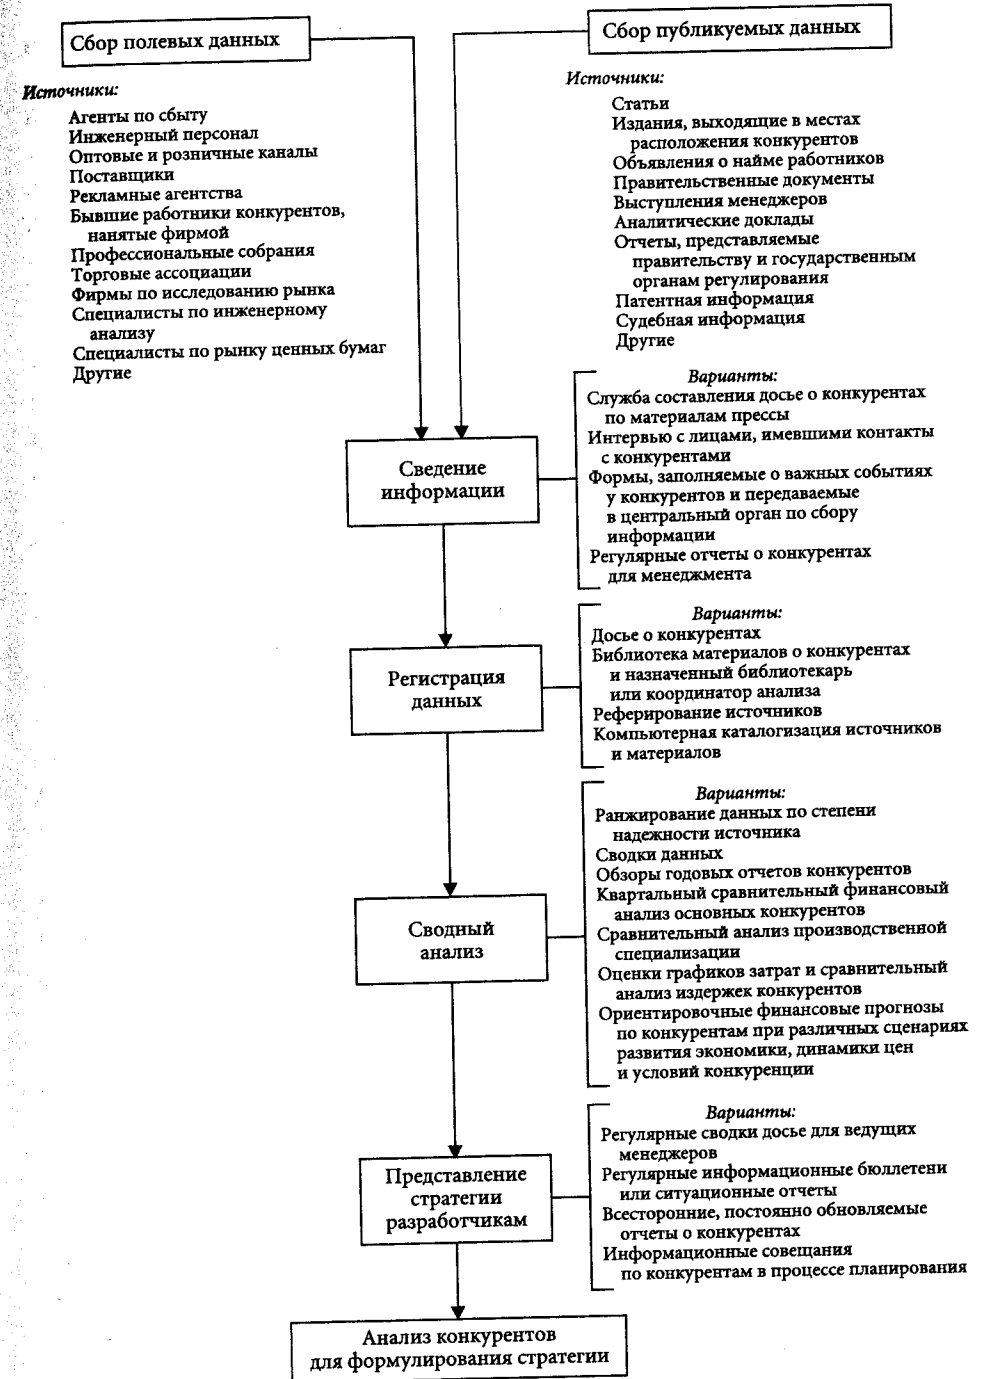 Сбор полевых данных
Сбор публикуемых данных
Источники:
Агенты по сбыту
Инженерный персонал
Оптовые и розничные каналы
Поставщики
Рекламные агентства
Бывшие работники конкурентов,
нанятые фирмой
Профессиональные собрания
Торговые ассоциации
Фирмы по исследованию рынка
Специалисты по инженерному
анализу
Специалисты по рынку ценных бумаг
Другие
Источники:
Статьи
Издания, выходящие в местах
расположения конкурентов
Объявления о найме работников
Правительственные документы
Выступления менеджеров
Аналитические доклады
Отчеты, представляемые
правительству и государственным
органам регулирования
Патентная информация
Судебная информация
Другие
Сведение
информации
Варианты:
Служба составления досье о конкурентах
по материалам прессы
Интервью с лицами, имевшими контакты
с конкурентами
Формы, заполняемые о важных событиях
у конкурентов и передаваемые
в центральный орган по сбору
информации
Регулярные отчеты о конкурентах
для менеджмента
Регистрация
данных
Варианты:
Досье о конкурентах
Библиотека материалов о конкурентах
и назначенный библиотекарь
или координатор анализа
Реферирование источников
Компьютерная каталогизация источников
и материалов
Сводный
анализ
Варианты:
Ранжирование данных по степени
надежности источника
Сводки данных
Обзоры годовых отчетов конкурентов
Квартальный сравнительный финансовый
анализ основных конкурентов
Сравнительный анализ производственной
специализации
Оценки графиков затрат и сравнительный
анализ издержек конкурентов
Ориентировочные финансовые прогнозы
по конкурентам при различных сценариях
развития экономики, динамики цен
и условий конкуренции
Представление
стратегии
разработчикам
Варианты:
Регулярные сводки досье для ведущих
менеджеров
Регулярные информационные бюллетени
или ситуационные отчеты
Всесторонние, постоянно обновляемые
отчеты о конкурентах
Информационные совещания
по конкурентам в процессе планирования
Анализ конкурентов
для формулирования стратегии